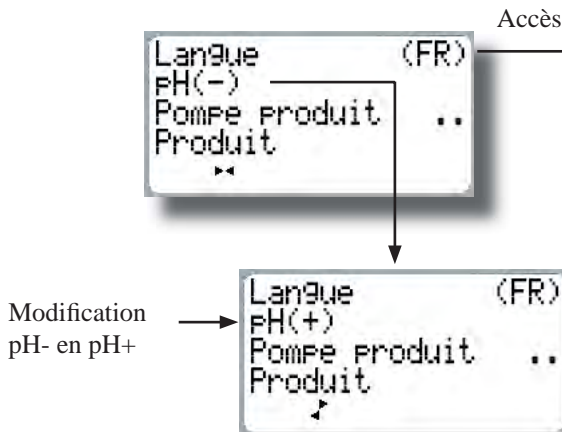 Accès
Langue (FR)
pH(-)
Pompe produit ..
Produit
Modification
pH- en pH+
Langue (FR)
pH(+)
Pompe produit ..
Produit